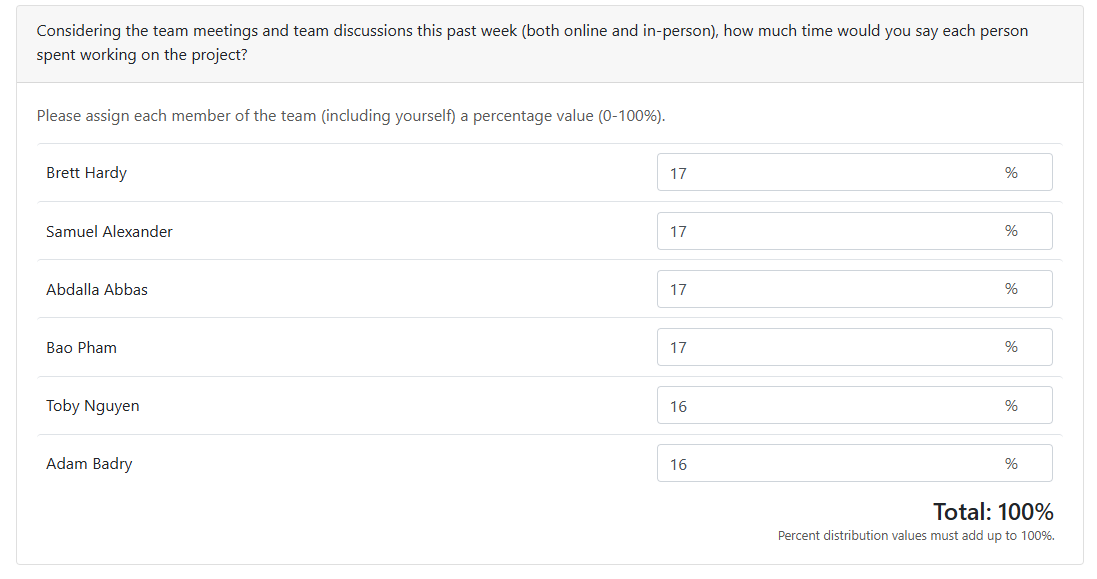 Considering the team meetings and team discussions this past week (both online and in-person), how much time would you say each person
spent working on the project?
Please assign each member of the team (including yourself) a percentage value (0-100%).
Brett Hardy 17 %
Samuel Alexander 17 %
Abdalla Abbas 17 %
Bao Pham 17 %
Toby Nguyen 16 %
Adam Badry 16 %
Total: 100%
Percent distribution values must add up to 100%.